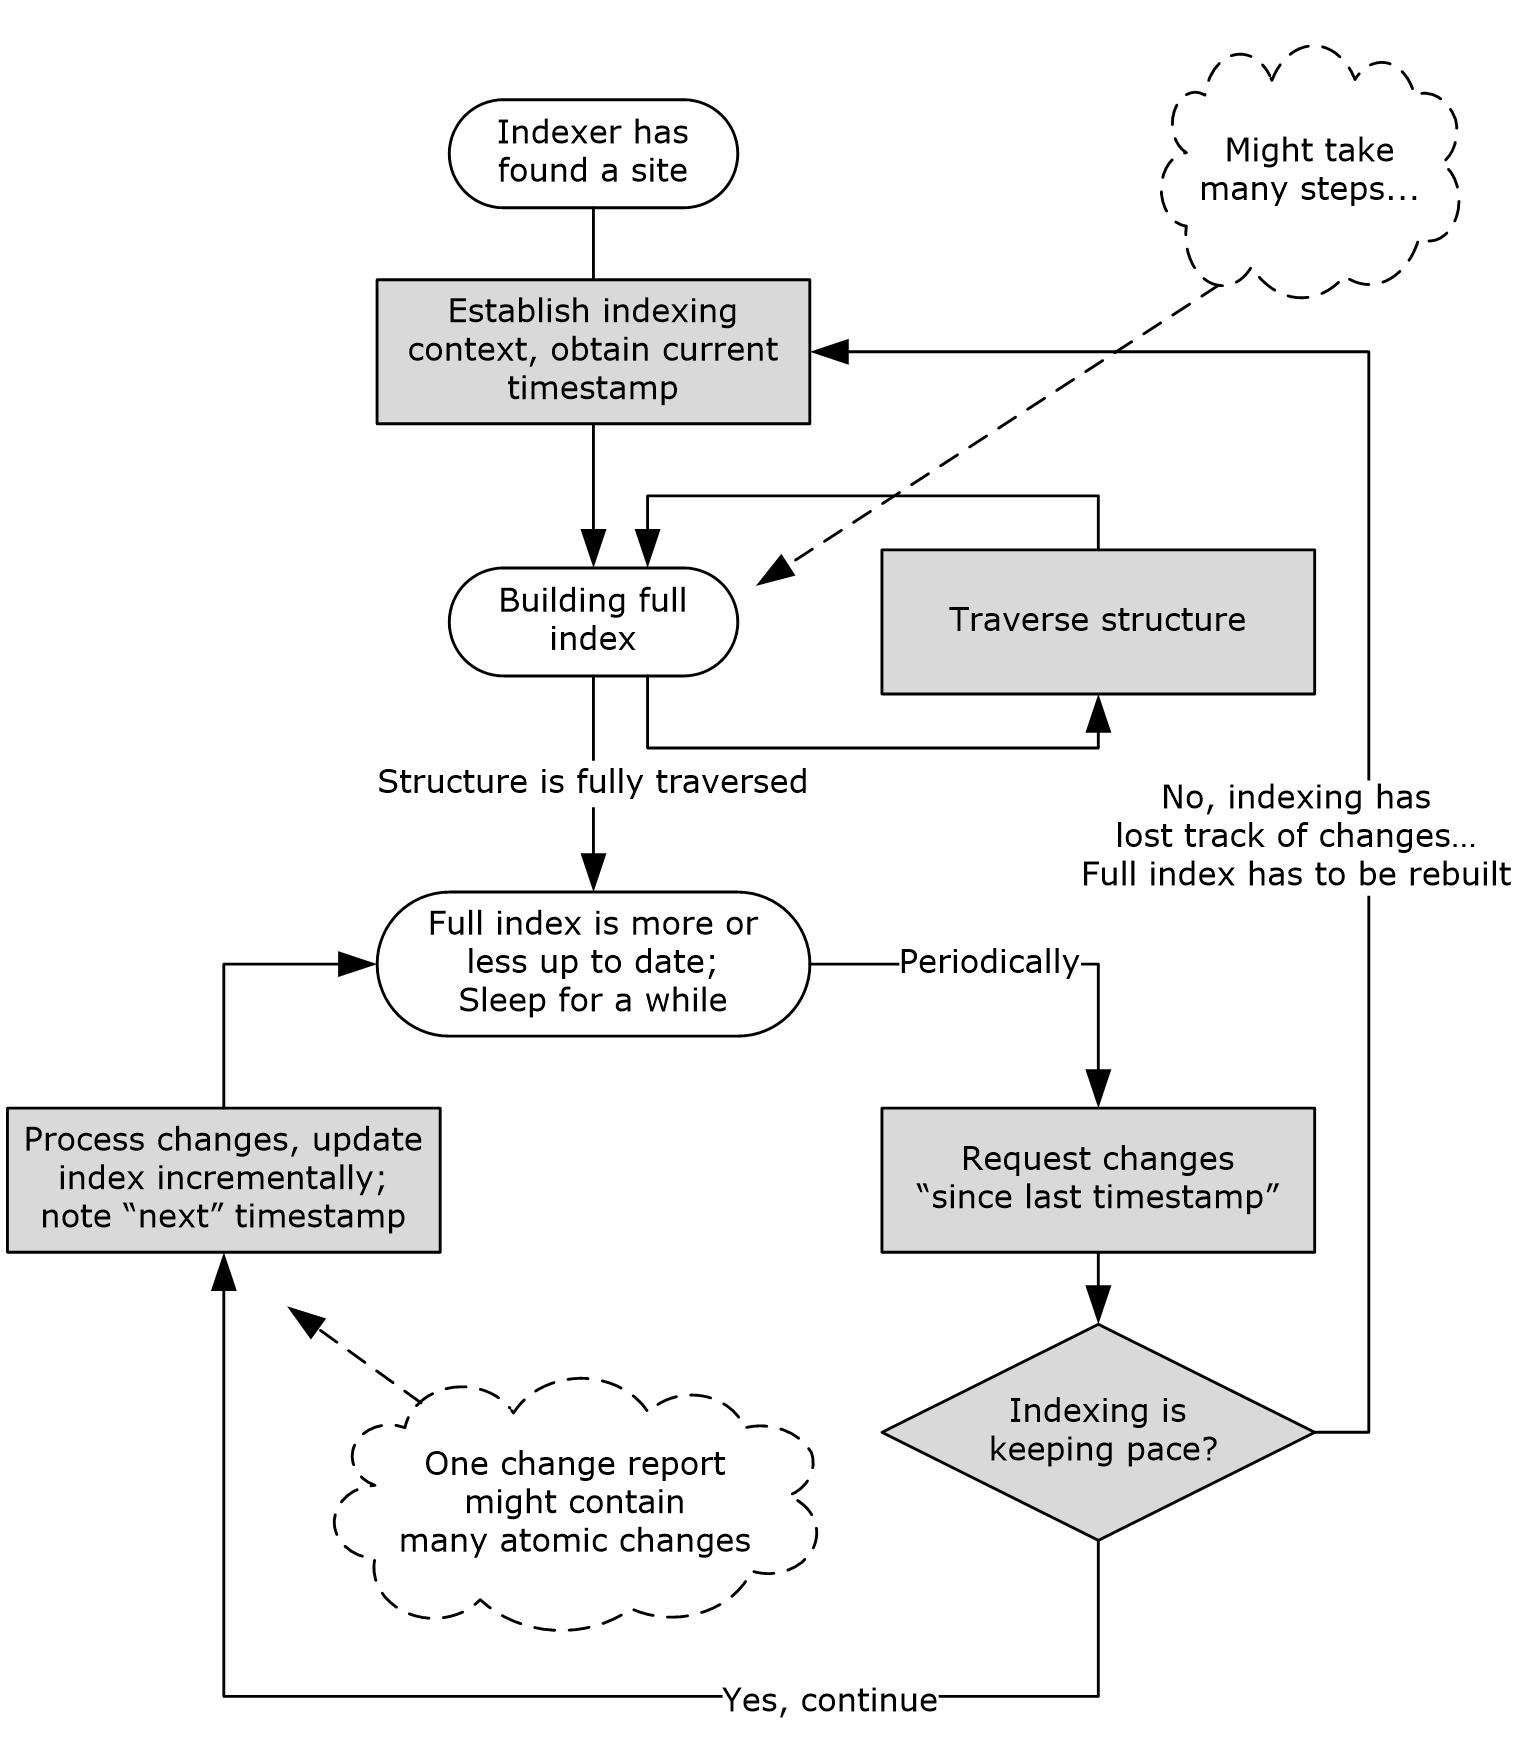 Indexer has
found a site
Might take
many steps...
Establish indexing
context, obtain current
timestamp
Building full
index
Traverse structure
Structure is fully traversed
No, indexing has
lost track of changes...
Full index has to be rebuilt
Full index is more or
less up to date;
Sleep for a while
Periodically
Process changes, update
index incrementally;
note “next” timestamp
Request changes
“since last timestamp”
Indexing is
keeping pace?
One change report
might contain
many atomic changes
Yes, continue